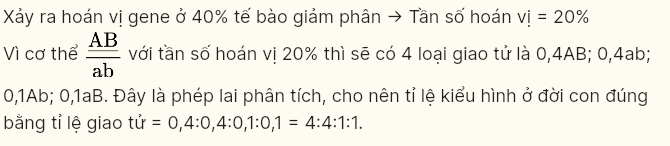 Xảy ra hoán vị gene ở 40% tế bào giảm phân → Tần số hoán vị = 20%
Vì cơ thể AB/ab với tần số hoán vị 20% thì sẽ có 4 loại giao tử là 0,4AB; 0,4ab;
0,1Ab; 0,1aB. Đây là phép lai phân tích, cho nên tỉ lệ kiểu hình ở đời con đúng
bằng tỉ lệ giao tử = 0,4:0,4:0,1:0,1 = 4:4:1:1.